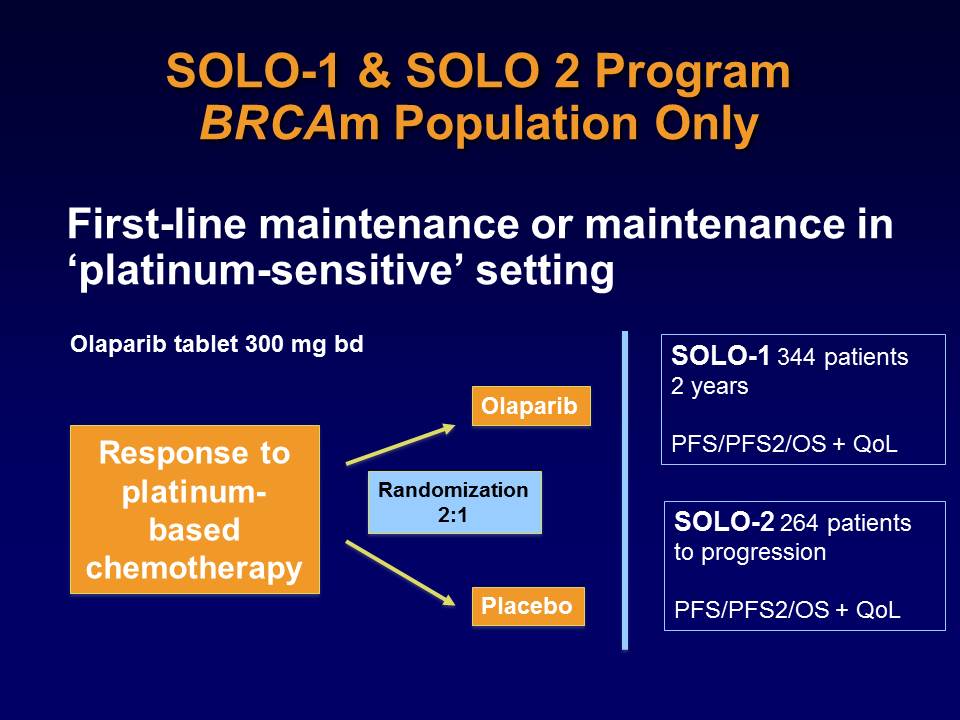 SOLO-1 & SOLO 2 Program
BRCAm Population Only
First-line maintenance or maintenance in
‘platinum-sensitive’ setting
Olaparib tablet 300 mg bd
Response to
platinum-
based
chemotherapy
Olaparib
Randomization
2:1
Placebo
SOLO-1 344 patients
2 years
PFS/PFS2/OS + QoL
SOLO-2 264 patients
to progression
PFS/PFS2/OS + QoL